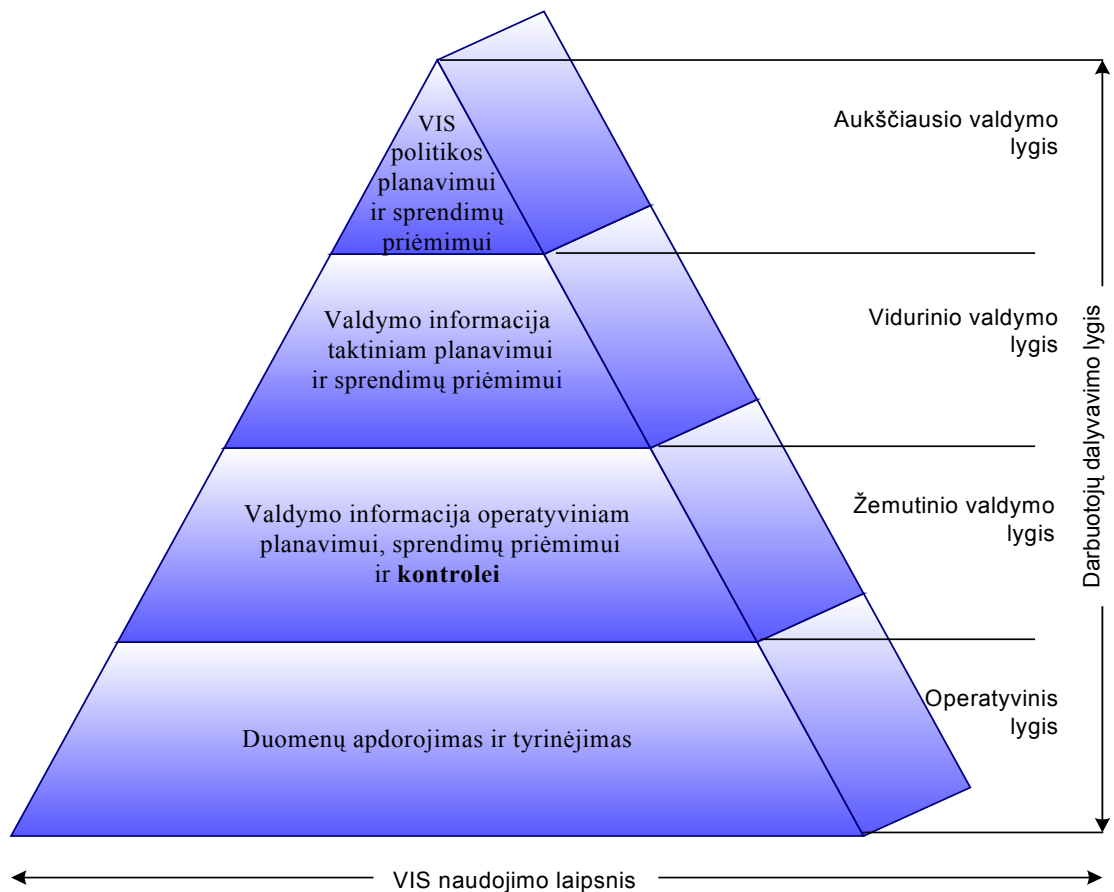 VIS
politikos
planavimui
ir sprendimų
priėmimui
Aukščiausio valdymo
lygis
Valdymo informacija
taktiniam planavimui
ir sprendimų priėmimui
Vidurinio valdymo
lygis
Valdymo informacija operatyviniam
planavimui, sprendimų priėmimui
ir kontrolei
Žemutinio valdymo
lygis
Duomenų apdorojimas ir tyrinėjimas
Operatyvinis
lygis
Darbuotojų dalyvavimo lygis
VIS naudojimo laipsnis